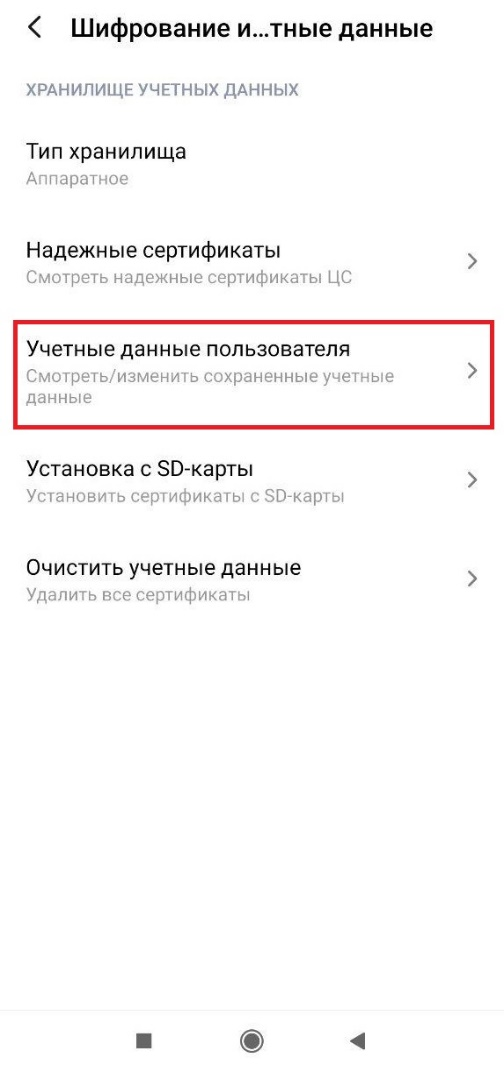 Шифрование и...тные данные
ХРАНИЛИЩЕ УЧЕТНЫХ ДАННЫХ
Тип хранилища
Аппаратное
Надежные сертификаты
Смотреть надежные сертификаты ЦС
Учетные данные пользователя
Смотреть/изменить сохраненные учетные
данные
Установка с SD-карты
Установить сертификаты с SD-карты
Очистить учетные данные
Удалить все сертификаты